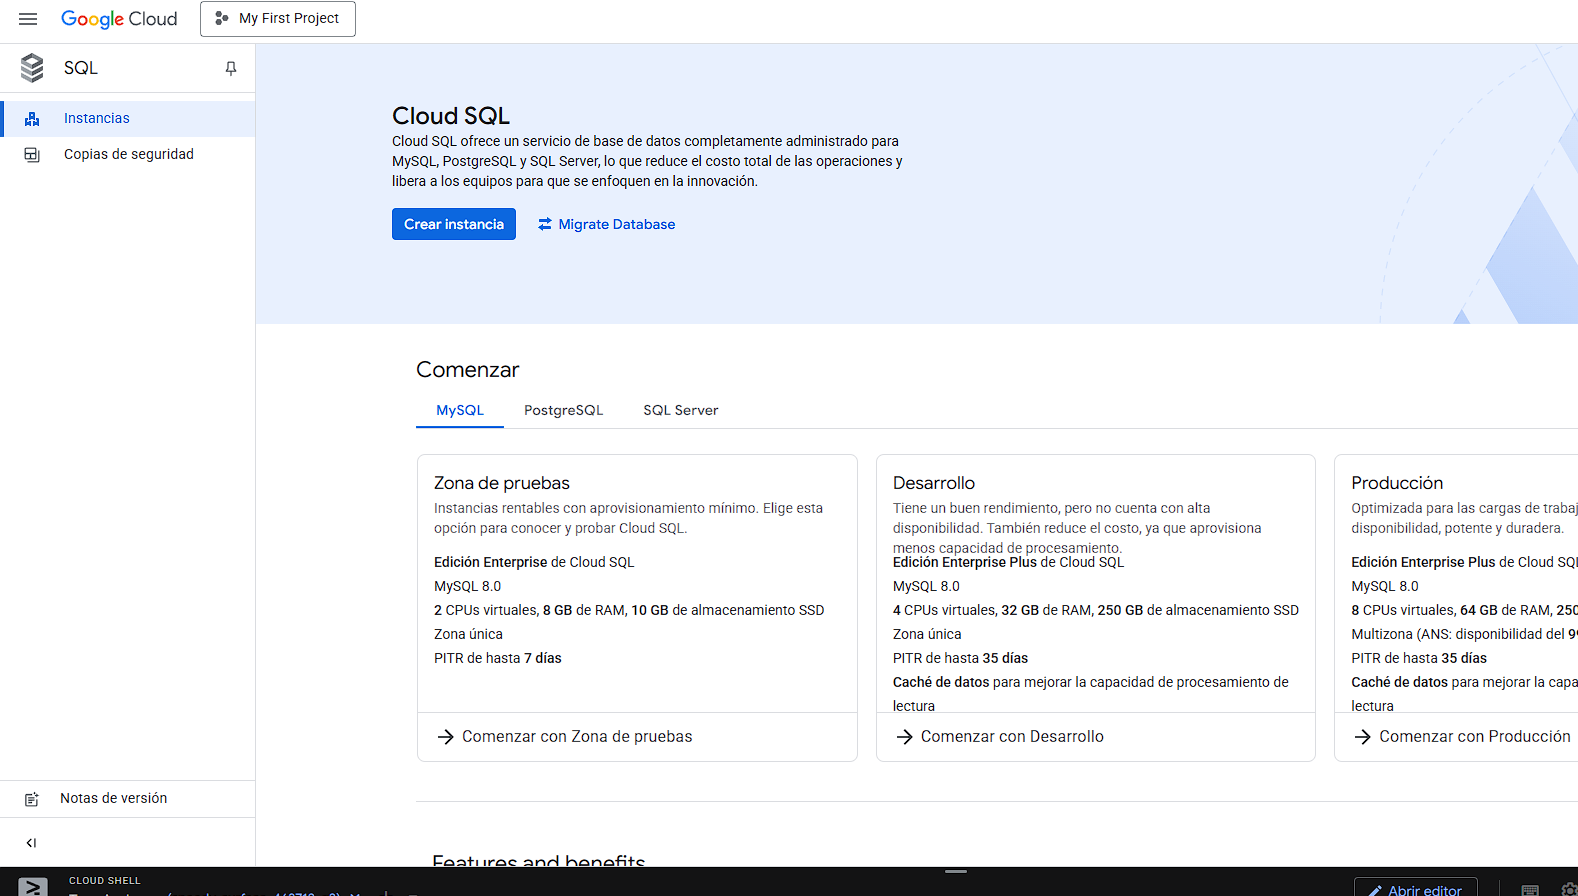 Google Cloud
My First Project
SQL
Instancias
Copias de seguridad
Cloud SQL
Cloud SQL ofrece un servicio de base de datos completamente administrado para
MySQL, PostgreSQL y SQL Server, lo que reduce el costo total de las operaciones y
libera a los equipos para que se enfoquen en la innovación.
Crear instancia
Migrate Database
Comenzar
MySQL
PostgreSQL
SQL Server
Zona de pruebas
Instancias rentables con aprovisionamiento mínimo. Elige esta
opción para conocer y probar Cloud SQL.
Edición Enterprise de Cloud SQL
MySQL 8.0
2 CPUs virtuales, 8 GB de RAM, 10 GB de almacenamiento SSD
Zona única
PITR de hasta 7 días
Comenzar con Zona de pruebas
Desarrollo
Tiene un buen rendimiento, pero no cuenta con alta
disponibilidad. También reduce el costo, ya que aprovisiona
menos capacidad de procesamiento.
Edición Enterprise Plus de Cloud SQL
MySQL 8.0
4 CPUs virtuales, 32 GB de RAM, 250 GB de almacenamiento SSD
Zona única
PITR de hasta 35 días
Caché de datos para mejorar la capacidad de procesamiento de
lectura
Comenzar con Desarrollo
Producción
Optimizada para las cargas de
disponibilidad, potente y duradera.
Edición Enterprise Plus de Cloud
MySQL 8.0
8 CPUs virtuales, 64 GB de RAM,
Multizona (ANS: disponibilidad del
PITR de hasta 35 días
Caché de datos para mejorar la
lectura
Comenzar con Producción
Notas de versión
Features and benefits
CLOUD SHELL
Abrir editor